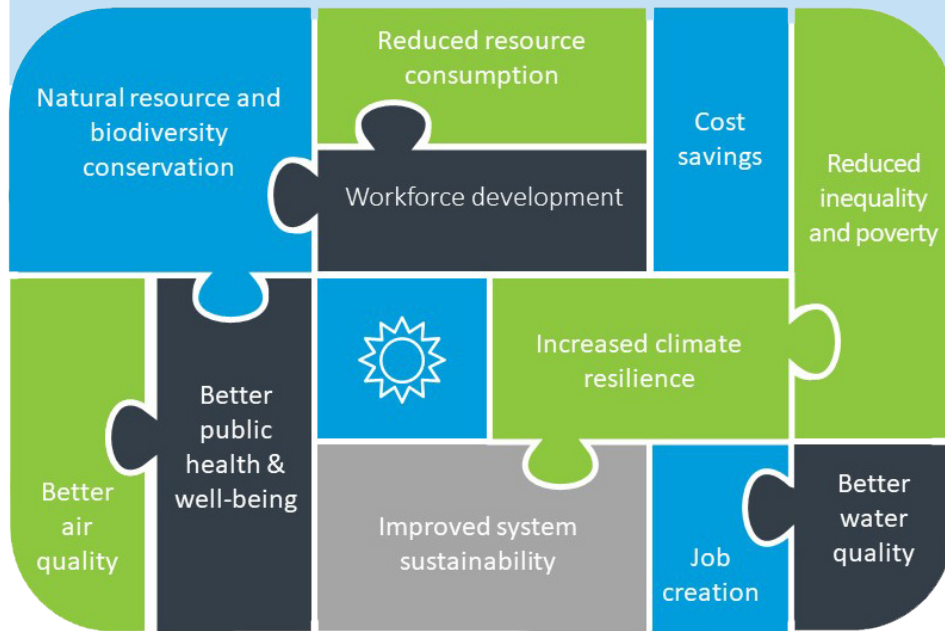 Natural resource and
biodiversity
conservation
Reduced resource
consumption
Workforce development
Cost
savings
Reduced
inequality
and poverty
Better
air
quality
Better
public
health &
well-being
Increased climate
resilience
Improved system
sustainability
Job
creation
Better
water
quality